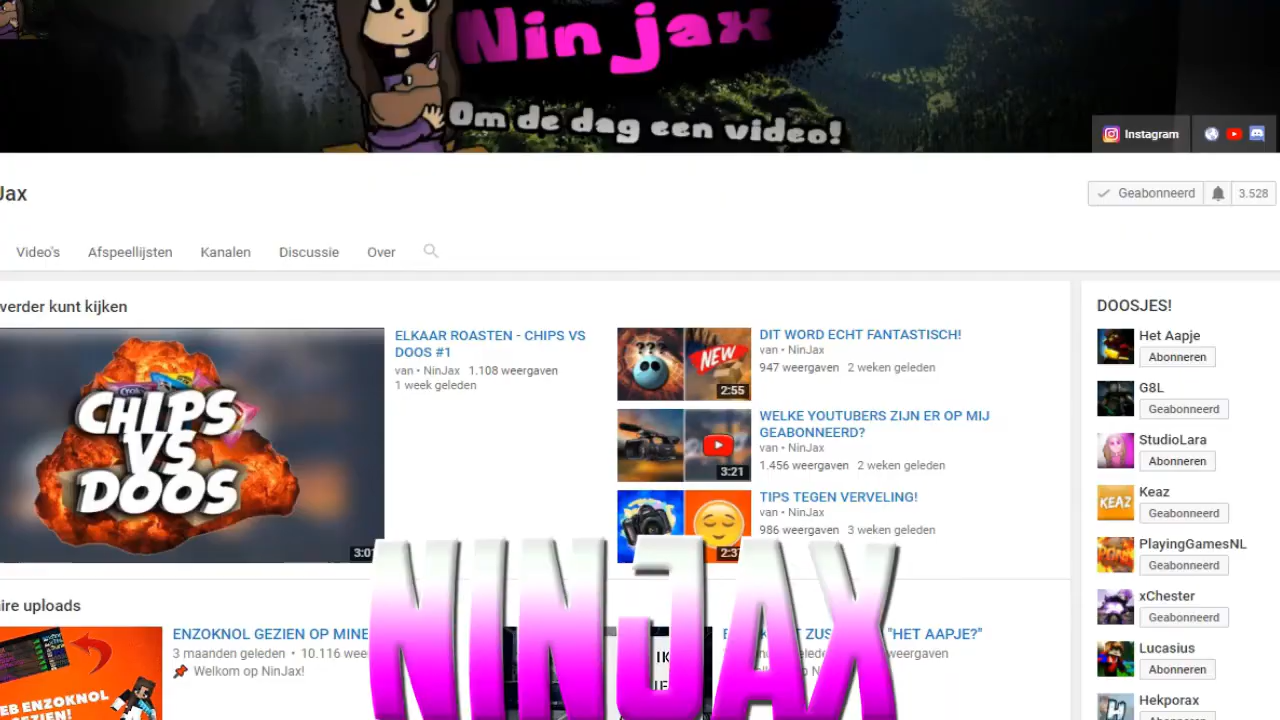 NinJax
Om de dag een video!
Instagram
Jax
Geabonneerd
3.528
Video's
Afspeellijsten
Kanalen
Discussie
Over
verder kunt kijken
CHIPS
VS
DOOS
3:01
ELKAAR ROASTEN - CHIPS VS
DOOS #1
van • NinJax 1.108 weergaven
1 week geleden
???
NEW
2:55
DIT WORD ECHT FANTASTISCH!
van • NinJax
947 weergaven 2 weken geleden
3:21
WELKE YOUTUBERS ZIJN ER OP MIJ
GEABONNEERD?
van • NinJax
1.456 weergaven 2 weken geleden
TIPS TEGEN VERVELING!
van • NinJax
986 weergaven 3 weken geleden
DOOSJES!
Het Aapje
Abonneren
G8L
Geabonneerd
StudioLara
Abonneren
KEAZ
Keaz
Geabonneerd
PlayingGamesNL
Geabonneerd
xChester
Geabonneerd
Lucasius
Abonneren
Hekporax
ire uploads
EB ENZOKNOL
GEZIEN!
ENZOKNOL GEZIEN OP MINE
3 maanden geleden • 10.116 wee
Welkom op NinJax!
NINJAX
IK
"HET AAPJE?"
weergaven